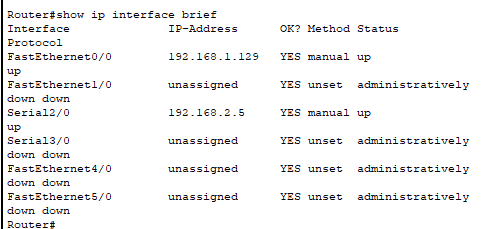 Router#show ip interface brief
Interface IP-Address OK? Method Status
Protocol
FastEthernet0/0 192.168.1.129 YES manual up
up
FastEthernet1/0 unassigned YES unset administratively
down down
Serial2/0 192.168.2.5 YES manual up
up
Serial3/0 unassigned YES unset administratively
down down
FastEthernet4/0 unassigned YES unset administratively
down down
FastEthernet5/0 unassigned YES unset administratively
down down
Router#